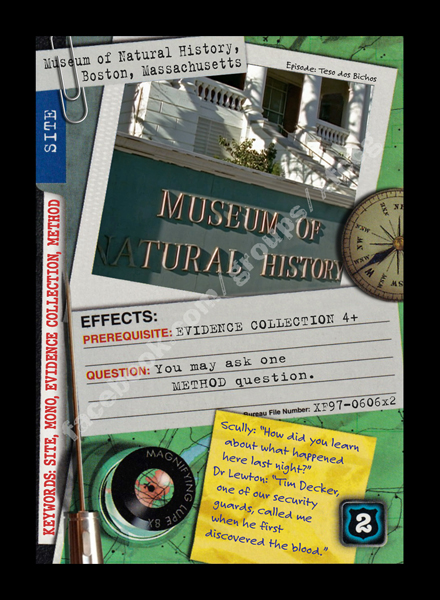 Museum of Natural History,
Boston, Massachusetts
Episode: Teso dos Bichos
SITE
MUSEUM OF
NATURAL HISTORY
KEYWORDS: SITE, MONO, EVIDENCE COLLECTION, METHOD
EFFECTS:
PREREQUISITE: EVIDENCE COLLECTION 4+
QUESTION: You may ask one
METHOD question.
Bureau File Number: XF97-0606x2
Scully: "How did you learn
about what happened
here last night?"
Dr Lewton: "Tim Decker,
one of our security
guards, called me
when he first
discovered the blood."
MAGNIFYING LUPE 8X
2
facebook.com/groups/